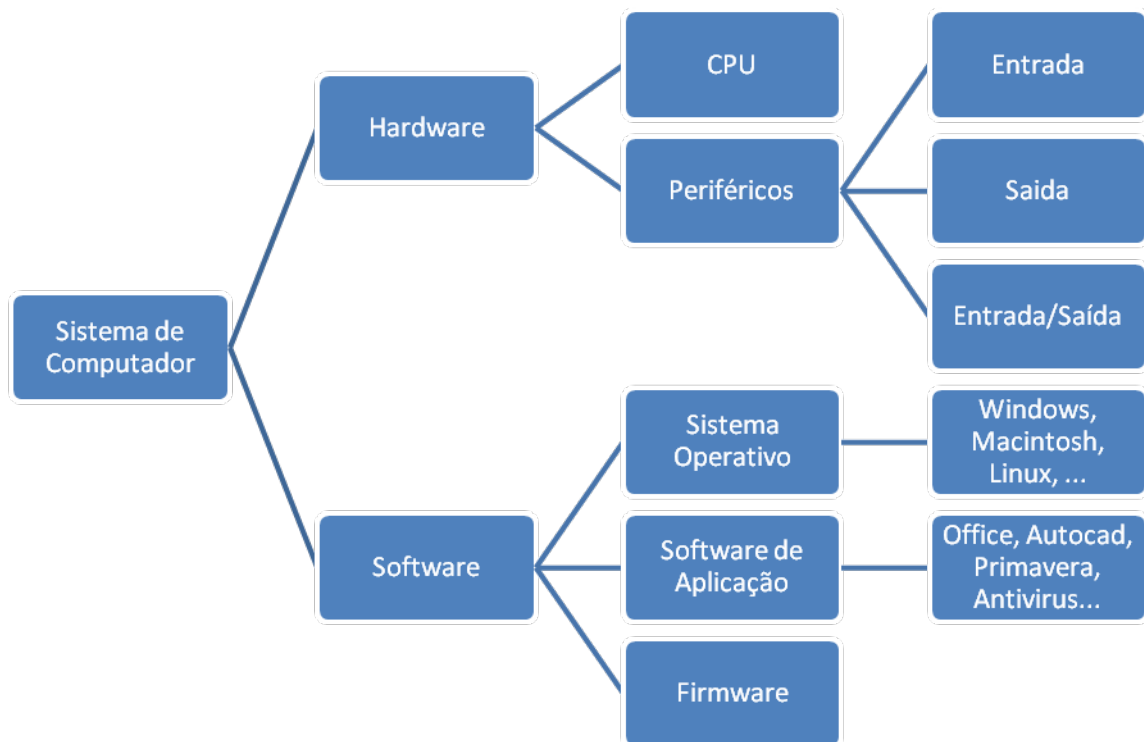 Sistema de
Computador
Hardware
CPU
Periféricos
Entrada
Saida
Entrada/Saída
Software
Sistema
Operativo
Windows,
Macintosh,
Linux, ...
Software de
Aplicação
Office, Autocad,
Primavera,
Antivirus...
Firmware